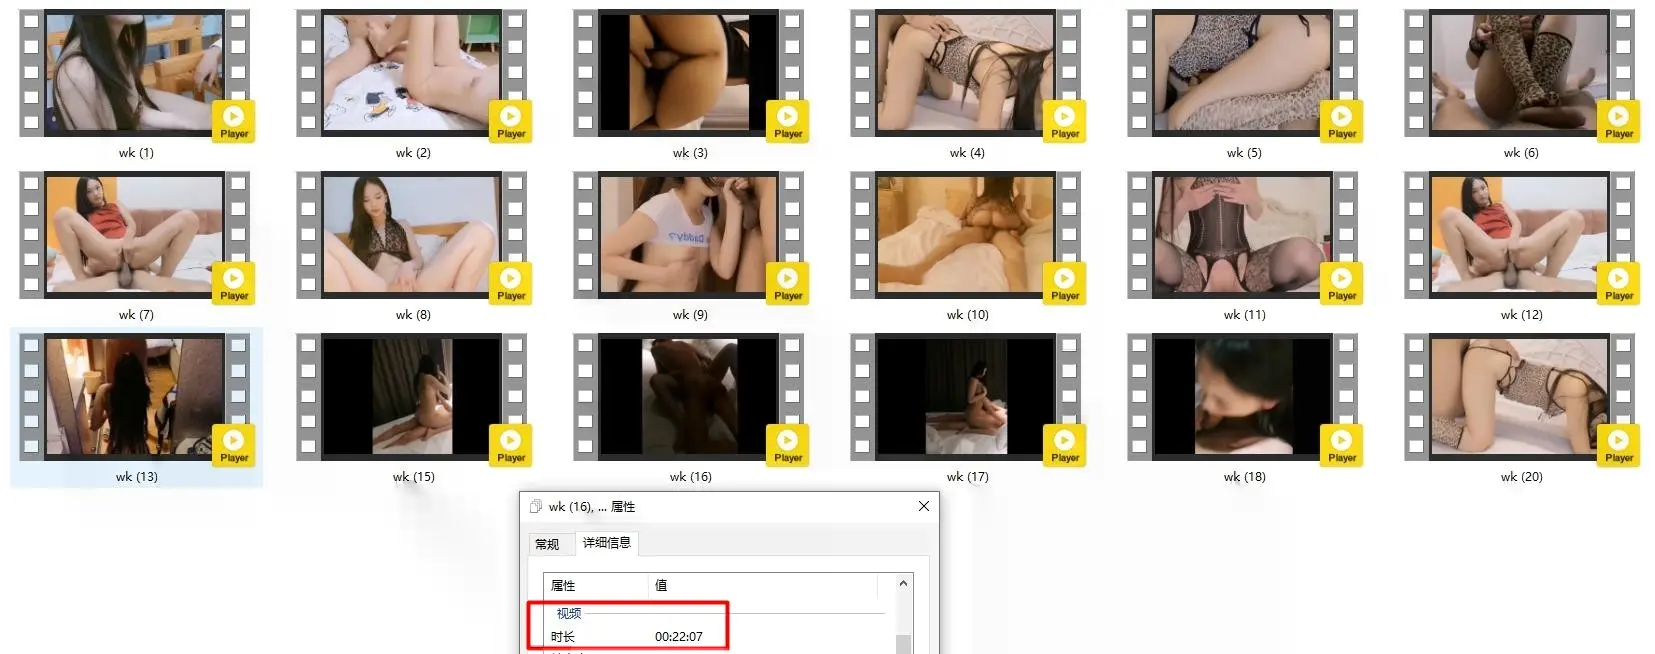 Player
Player
Player
Player
Player
Player
wk (1)
wk (2)
wk (3)
wk (4)
wk (5)
wk (6)
Player
Player
Player
Player
Player
Player
wk (7)
wk (8)
wk (9)
wk (10)
wk (11)
wk (12)
Player
Player
Player
Player
Player
Player
wk (13)
wk (15)
wk (16)
wk (17)
wk (18)
wk (20)
wk (16), ... 属性
常规
详细信息
属性 值
视频
时长 00:22:07